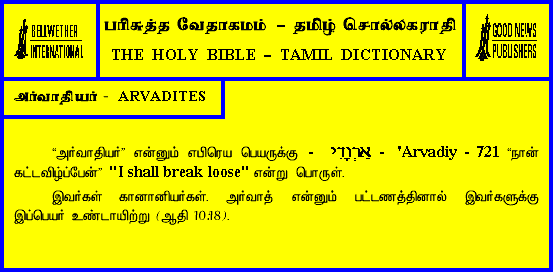 BELLWETHER
INTERNATIONAL
பரிசுத்த வேதாகமம் – தமிழ் சொல்லகராதி
THE HOLY BIBLE – TAMIL DICTIONARY
GOOD NEWS
PUBLISHERS
அர்வாதியர் - ARVADITES
“அர்வாதியர்” என்னும் எபிரெய பெயருக்கு - אַרְוָדִי - 'Arvadiy - 721 “நான்
கட்டவிழ்ப்பேன்” "I shall break loose" என்று பொருள்.
இவர்கள் கானானியர்கள். அர்வாத் என்னும் பட்டணத்தினால் இவர்களுக்கு
இப்பெயர் உண்டாயிற்று (ஆதி 10:18).